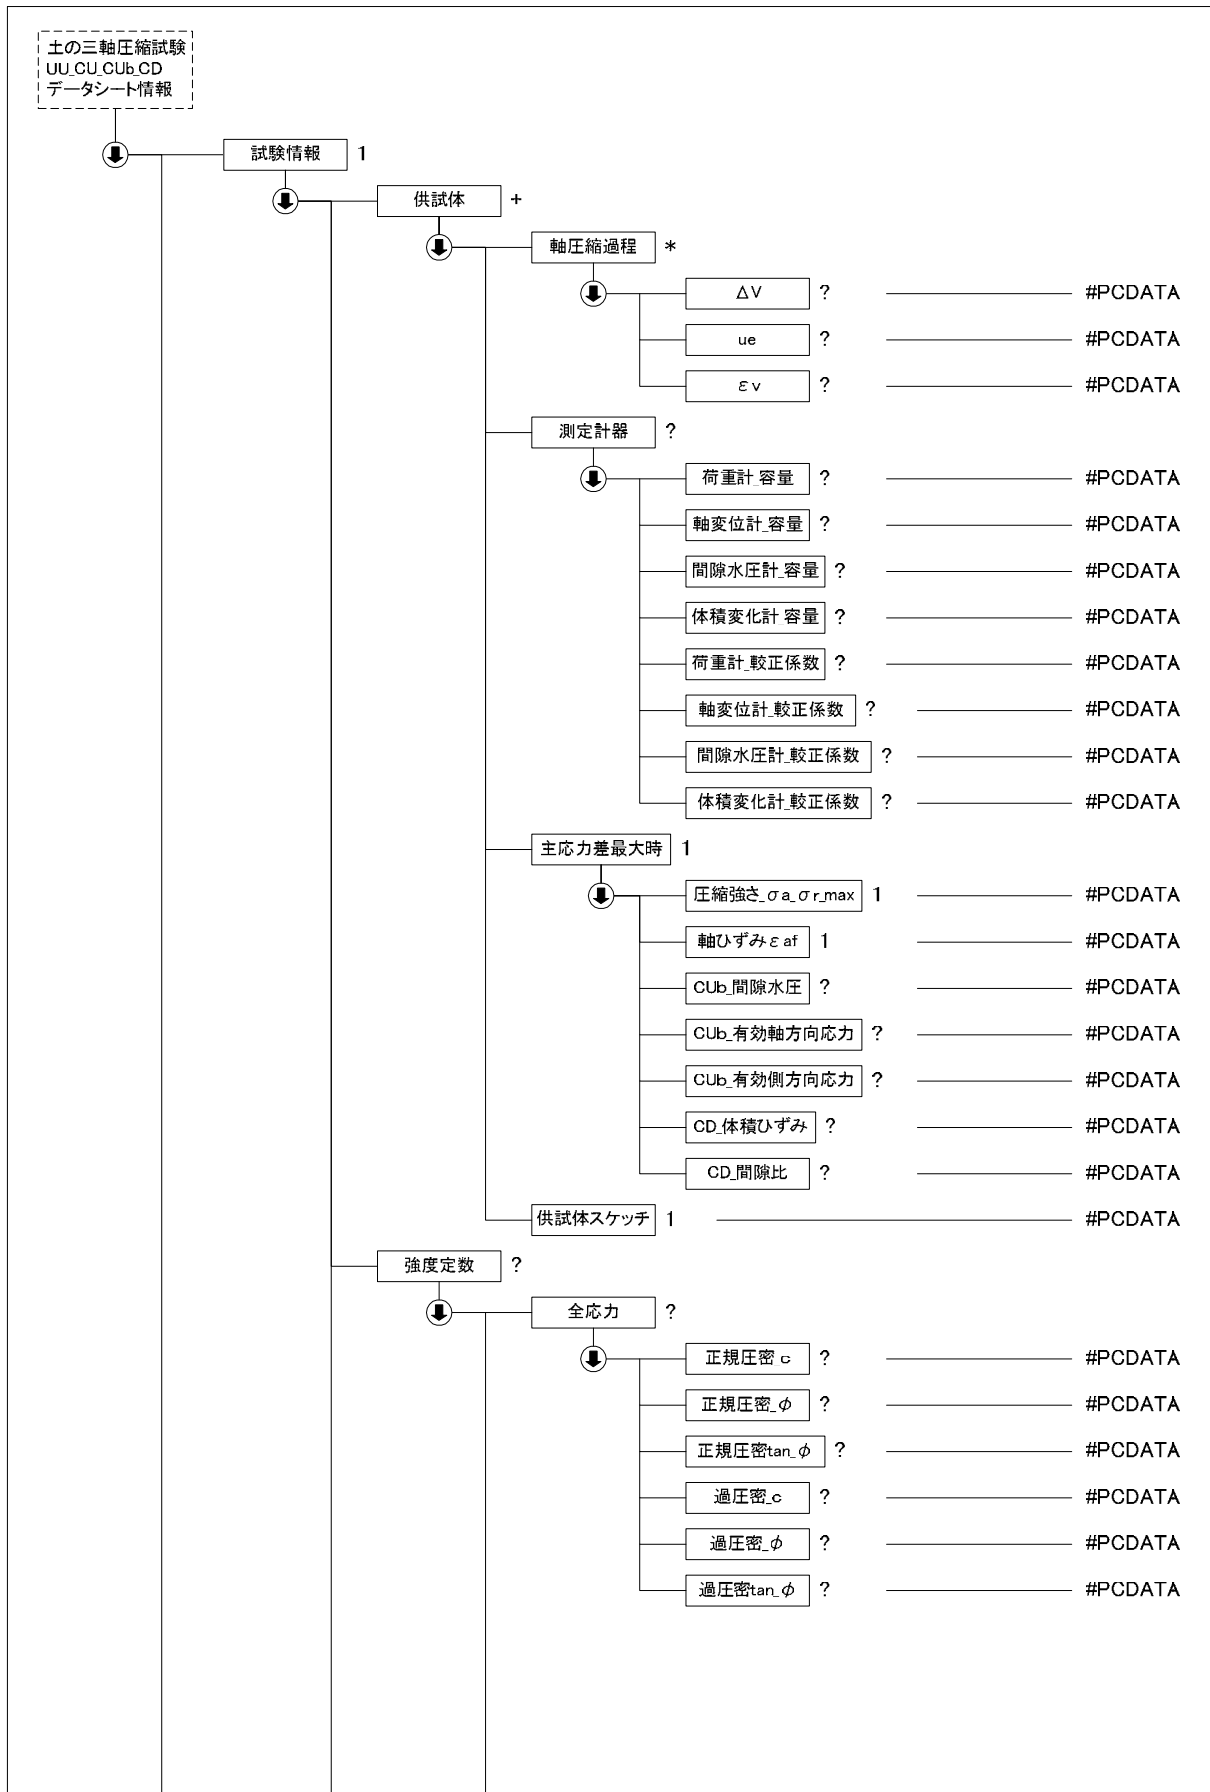 土の三軸圧縮試験
UU_CU_CUb_CD
データシート情報
試験情報 1
供試体 +
軸圧縮過程 *
ΔV ? #PCDATA
ue ? #PCDATA
εv ? #PCDATA
測定計器 ?
荷重計_容量 ? #PCDATA
軸変位計_容量 ? #PCDATA
間隙水圧計_容量 ? #PCDATA
体積変化計_容量 ? #PCDATA
荷重計_較正係数 ? #PCDATA
軸変位計_較正係数 ? #PCDATA
間隙水圧計_較正係数 ? #PCDATA
体積変化計_較正係数 ? #PCDATA
主応力差最大時 1
圧縮強さ_σa_σr_max 1 #PCDATA
軸ひずみεaf 1 #PCDATA
CUb_間隙水圧 ? #PCDATA
CUb_有効軸方向応力 ? #PCDATA
CUb_有効側方向応力 ? #PCDATA
CD_体積ひずみ ? #PCDATA
CD_間隙比 ? #PCDATA
供試体スケッチ 1 #PCDATA
強度定数 ?
全応力 ?
正規圧密_c ? #PCDATA
正規圧密_φ ? #PCDATA
正規圧密tan_φ ? #PCDATA
過圧密_c ? #PCDATA
過圧密_φ ? #PCDATA
過圧密tan_φ ? #PCDATA